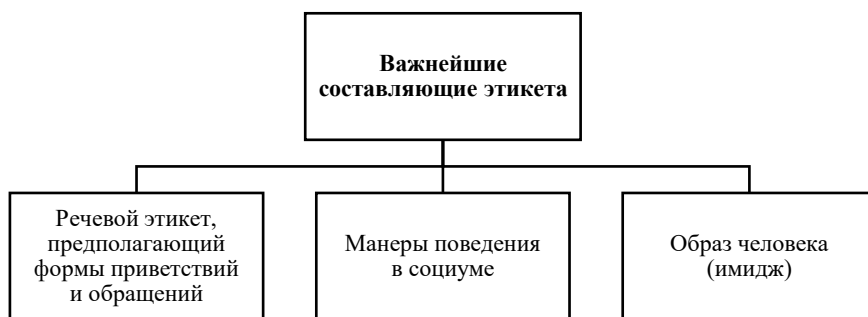 Важнейшие
составляющие этикета
Речевой этикет,
предполагающий
формы приветствий
и обращений
Манеры поведения
в социуме
Образ человека
(имидж)